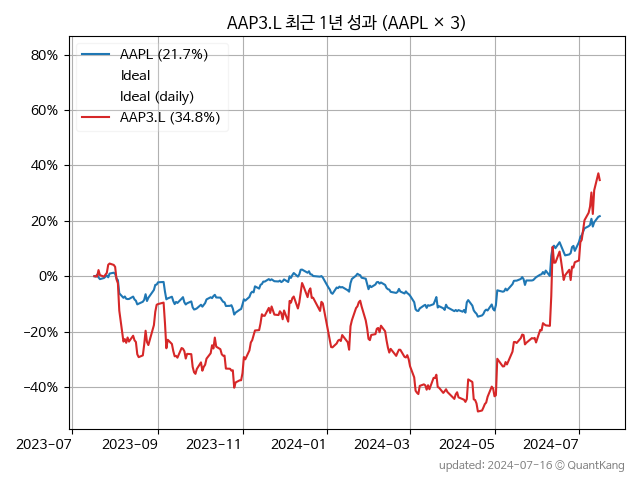 AAP3.L 최근 1년 성과 (AAPL × 3)
80%
60%
40%
20%
0%
−20%
−40%
AAPL (21.7%)
Ideal
Ideal (daily)
AAP3.L (34.8%)
2023−07
2023−09
2023−11
2024−01
2024−03
2024−05
2024−07
updated: 2024−07−16 © QuantKang